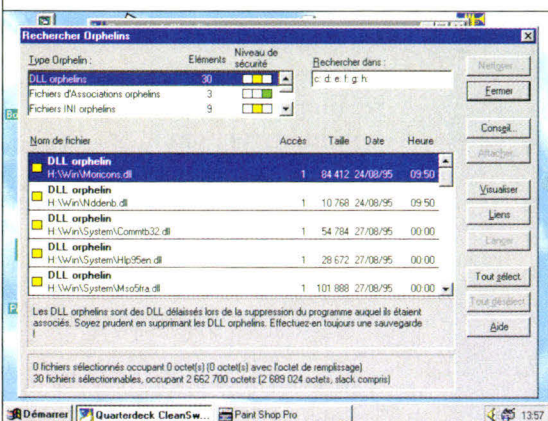 Rechercher Orphelins
Type Orphelin : Eléments Niveau de sécurité Rechercher dans :
DLL orphelins 30 c: d: e: f: g: h:
Fichiers d'Associations orphelins 3
Fichiers INI orphelins 9
Nettoyer
Fermer
Conseil...
Attacher
Visualiser
Liens
Lancer
Tout sélect.
Tout désélect
Aide
Nom de fichier Accès Taille Date Heure
DLL orphelin
H:\Win\Moricons.dll 1 84 412 24/08/95 09:50
DLL orphelin
H:\Win\Nddenb.dll 1 10 768 24/08/95 09:50
DLL orphelin
H:\Win\System\Commtb32.dll 1 54 784 27/08/95 00:00
DLL orphelin
H:\Win\System\Hlp95en.dll 1 28 672 27/08/95 00:00
DLL orphelin
H:\Win\System\Mso5fra.dll 1 101 888 27/08/95 00:00
Les DLL orphelins sont des DLL délaissés lors de la suppression du programme auquel ils étaient
associés. Soyez prudent en supprimant les DLL orphelins. Effectuez-en toujours une sauvegarde
!
0 fichiers sélectionnés occupant 0 octet(s) (0 octet(s) avec l'octet de remplissage)
30 fichiers sélectionnables, occupant 2 662 700 octets (2 689 024 octets, slack compris)
Démarrer Quarterdeck CleanSw... Paint Shop Pro 13:57